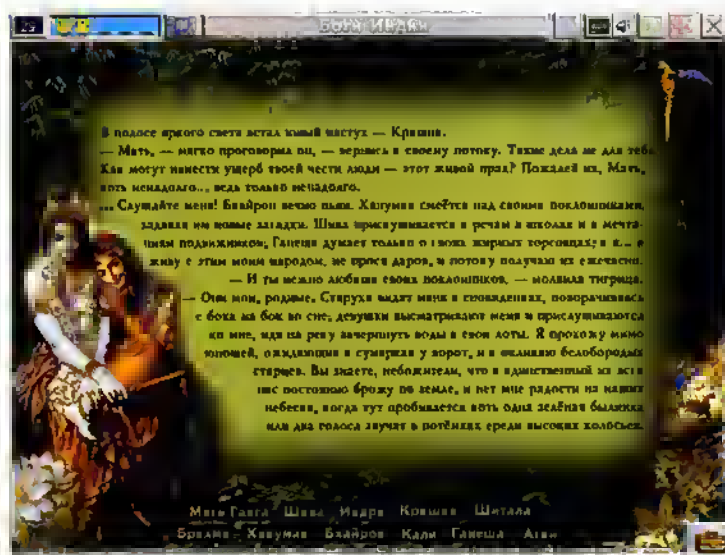 Боги Индии
В полосе яркого света встал юный пастух — Кришна.
— Мать, — мягко проговорил он, — вернись к своему потоку. Такие дела не для тебя.
Как могут нанести ущерб твоей чести люди — этот живой прах? Пожалей их, Мать,
хоть ненадолго... ведь только ненадолго.
... Слушайте меня! Бхайрон вечно пьян. Хануман смеётся над своими поклонниками,
задавая им новые загадки. Шива прислушивается к речам в школах и к мечта-
ниям подвижников; Ганеша думает только о своих жирных торговцах; а я... я
живу с этим моим народом, не прося даров, и потому получаю их ежечасно.
— И ты нежно любишь своих поклонников, — молвила тигрица.
— Они мои, родные. Старухи видят меня в сновидениях, поворачиваясь
с бока на бок во сне; девушки высматривают меня и прислушиваются
ко мне, идя на реку зачерпнуть воды в свои лоты. Я прохожу мимо
юношей, ожидающих в сумерках у ворот, и я окликаю белобородых
старцев. Вы знаете, небожители, что я единственный из всех
нас постоянно брожу по земле, и нет мне радости на наших
небесах, когда тут пробивается хоть одна зелёная былинка
или два голоса звучат в потёмках среди высоких колосьев.
Мать Ганга Шива Индра Кришна Шитала
Брахма Хануман Бхайрон Кали Ганеша Агни